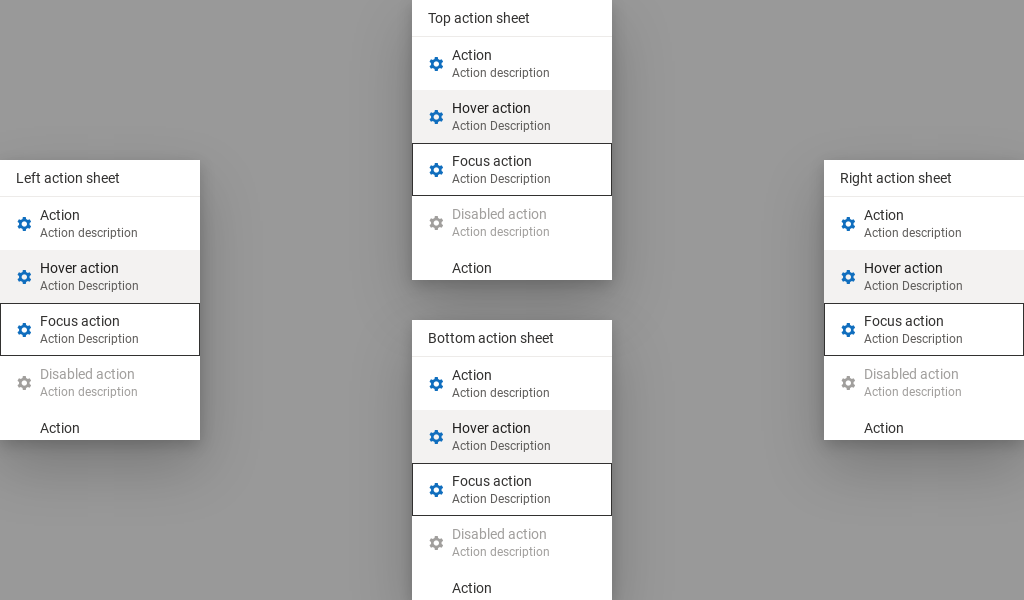 Top action sheet
Action
Action description
Hover action
Action Description
Focus action
Action Description
Disabled action
Action description
Action
Left action sheet
Action
Action description
Hover action
Action Description
Focus action
Action Description
Disabled action
Action description
Action
Right action sheet
Action
Action description
Hover action
Action Description
Focus action
Action Description
Disabled action
Action description
Action
Bottom action sheet
Action
Action description
Hover action
Action Description
Focus action
Action Description
Disabled action
Action description
Action